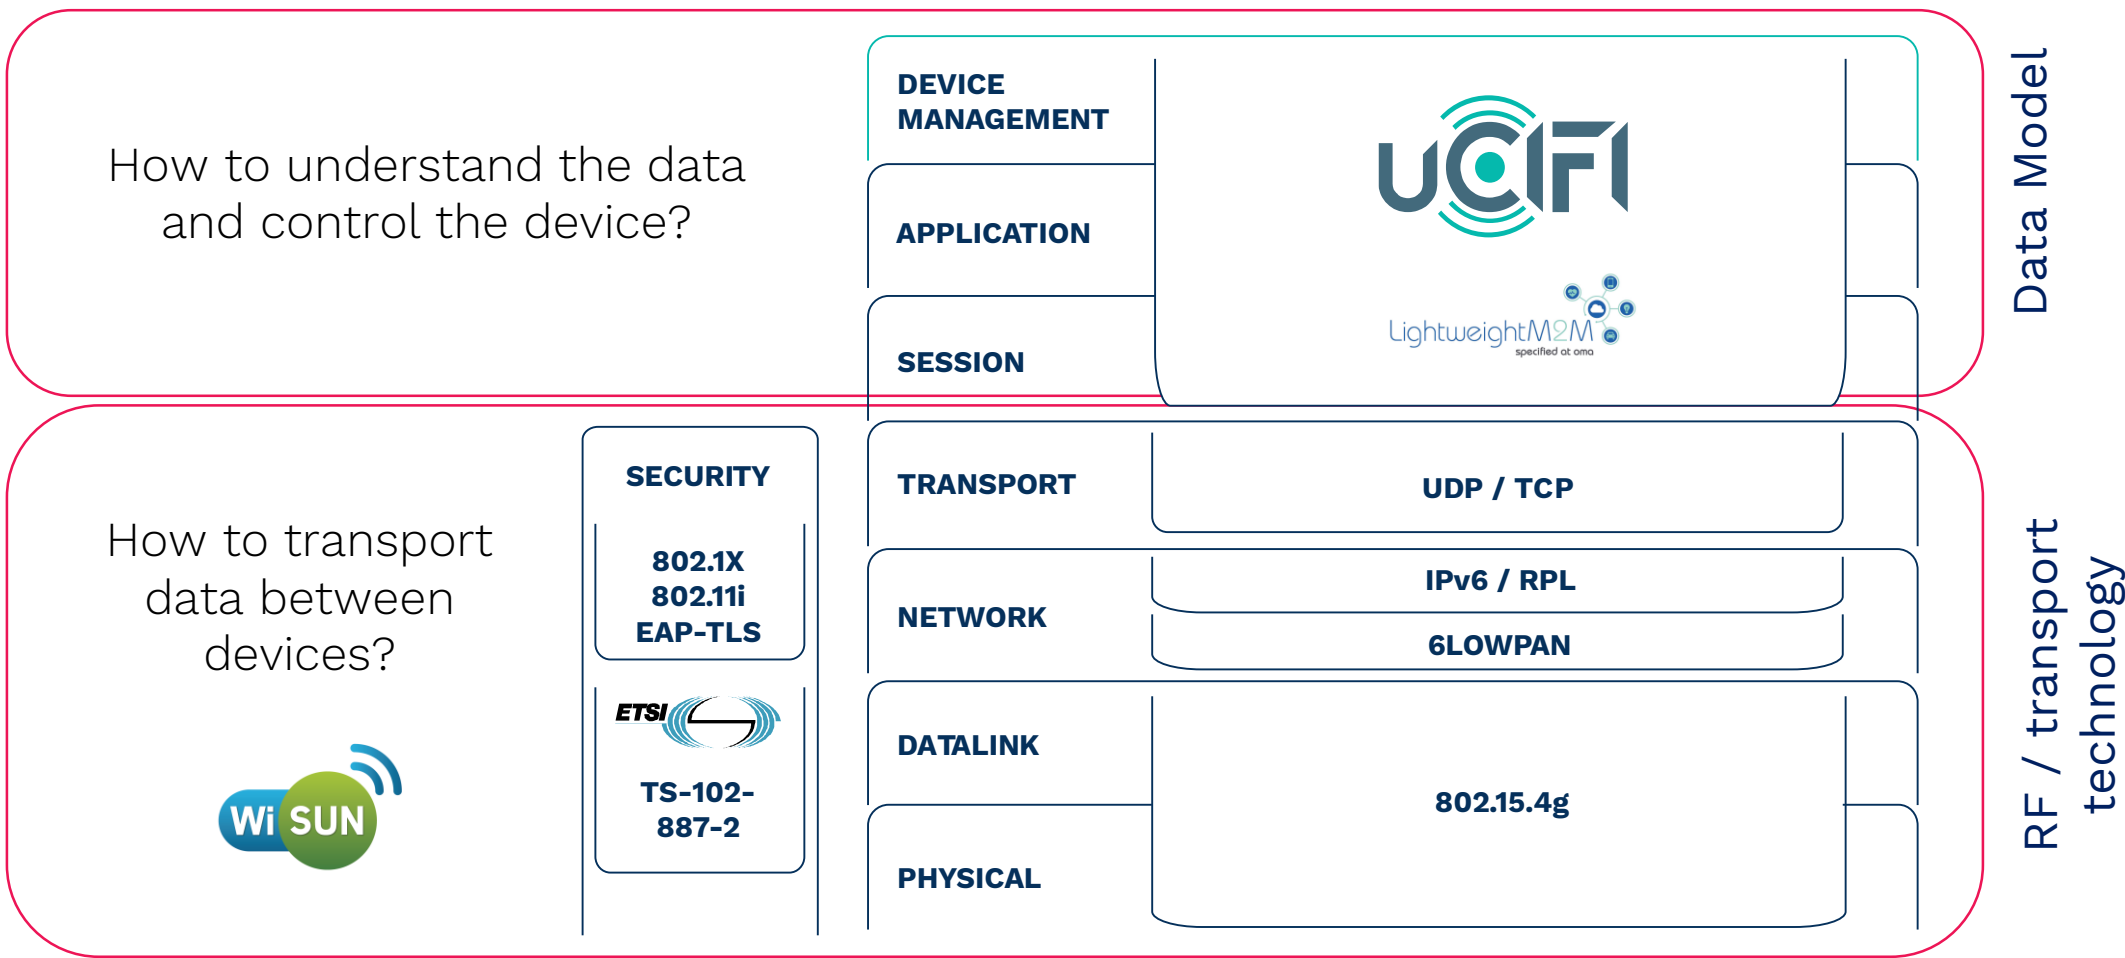 How to understand the data
and control the device?
DEVICE
MANAGEMENT
APPLICATION
SESSION
uCIFI
LightweightM2M
specified at oma
Data Model
How to transport
data between
devices?
Wi SUN
SECURITY
802.1X
802.11i
EAP-TLS
ETSI
TS-102-
887-2
TRANSPORT
UDP / TCP
NETWORK
IPv6 / RPL
6LOWPAN
DATALINK
PHYSICAL
802.15.4g
RF / transport
technology